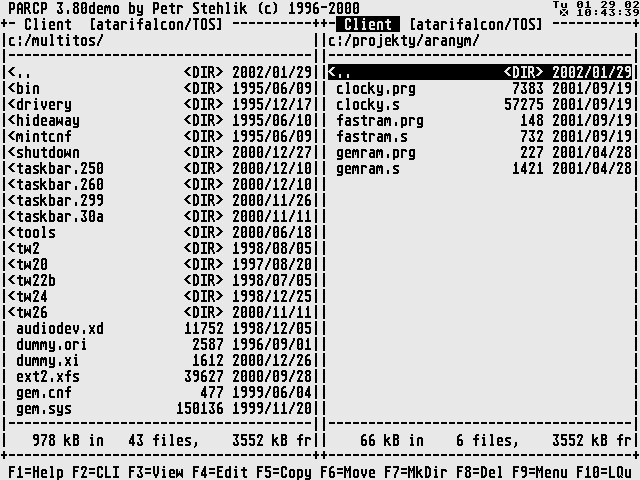 PARCP 3.80demo by Petr Stehlik (c) 1996-2000
Tu 01 29 02
10:43:39
Client [atarifalcon/TOS]
c:/multitos/
<.. <DIR> 2002/01/29
<bin <DIR> 1995/06/09
<drivery <DIR> 1995/12/17
<hideaway <DIR> 1995/06/10
<mintcnf <DIR> 1995/06/09
<shutdown <DIR> 2000/12/27
<taskbar.250 <DIR> 2000/12/10
<taskbar.260 <DIR> 2000/12/10
<taskbar.299 <DIR> 2000/11/26
<taskbar.30a <DIR> 2000/11/11
<tools <DIR> 2000/06/18
<tw2 <DIR> 1998/08/05
<tw20 <DIR> 1997/08/20
<tw22b <DIR> 1998/07/05
<tw24 <DIR> 1998/12/25
<tw26 <DIR> 2000/11/11
audiodev.xd 11752 1998/12/05
dummy.ori 2587 1996/09/01
dummy.xi 1612 2000/12/26
ext2.xfs 39627 2000/09/28
gem.cnf 477 1999/06/04
gem.sys 150136 1999/11/20
978 kB in 43 files, 3552 kB fr
Client [atarifalcon/TOS]
c:/projekty/aranym/
<.. <DIR> 2002/01/29
clocky.prg 7383 2001/09/19
clocky.s 57275 2001/09/19
fastram.prg 148 2001/09/19
fastram.s 732 2001/09/19
gemram.prg 227 2001/04/28
gemram.s 1421 2001/04/28
66 kB in 6 files, 3552 kB fr
F1=Help F2=CLI F3=View F4=Edit F5=Copy F6=Move F7=MkDir F8=Del F9=Menu F10=LQu